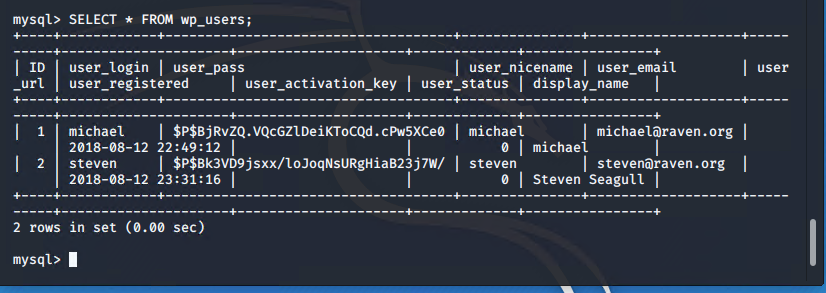 mysql> SELECT * FROM wp_users;
+----+------------+------------------------------------+---------------+-------------------+-----
-----+---------------------+---------------------+-------------+----------------+
| ID | user_login | user_pass                          | user_nicename | user_email        | user
_url | user_registered     | user_activation_key | user_status | display_name   |
+----+------------+------------------------------------+---------------+-------------------+-----
-----+---------------------+---------------------+-------------+----------------+
|  1 | michael    | $P$BjRvZQ.VQcGZlDeiKToCQd.cPw5XCe0 | michael       | michael@raven.org |
     | 2018-08-12 22:49:12 |                     |           0 | michael        |
|  2 | steven     | $P$Bk3VD9jsxx/loJoqNsURgHiaB23j7W/ | steven        | steven@raven.org  |
     | 2018-08-12 23:31:16 |                     |           0 | Steven Seagull |
+----+------------+------------------------------------+---------------+-------------------+-----
-----+---------------------+---------------------+-------------+----------------+
2 rows in set (0.00 sec)
mysql>